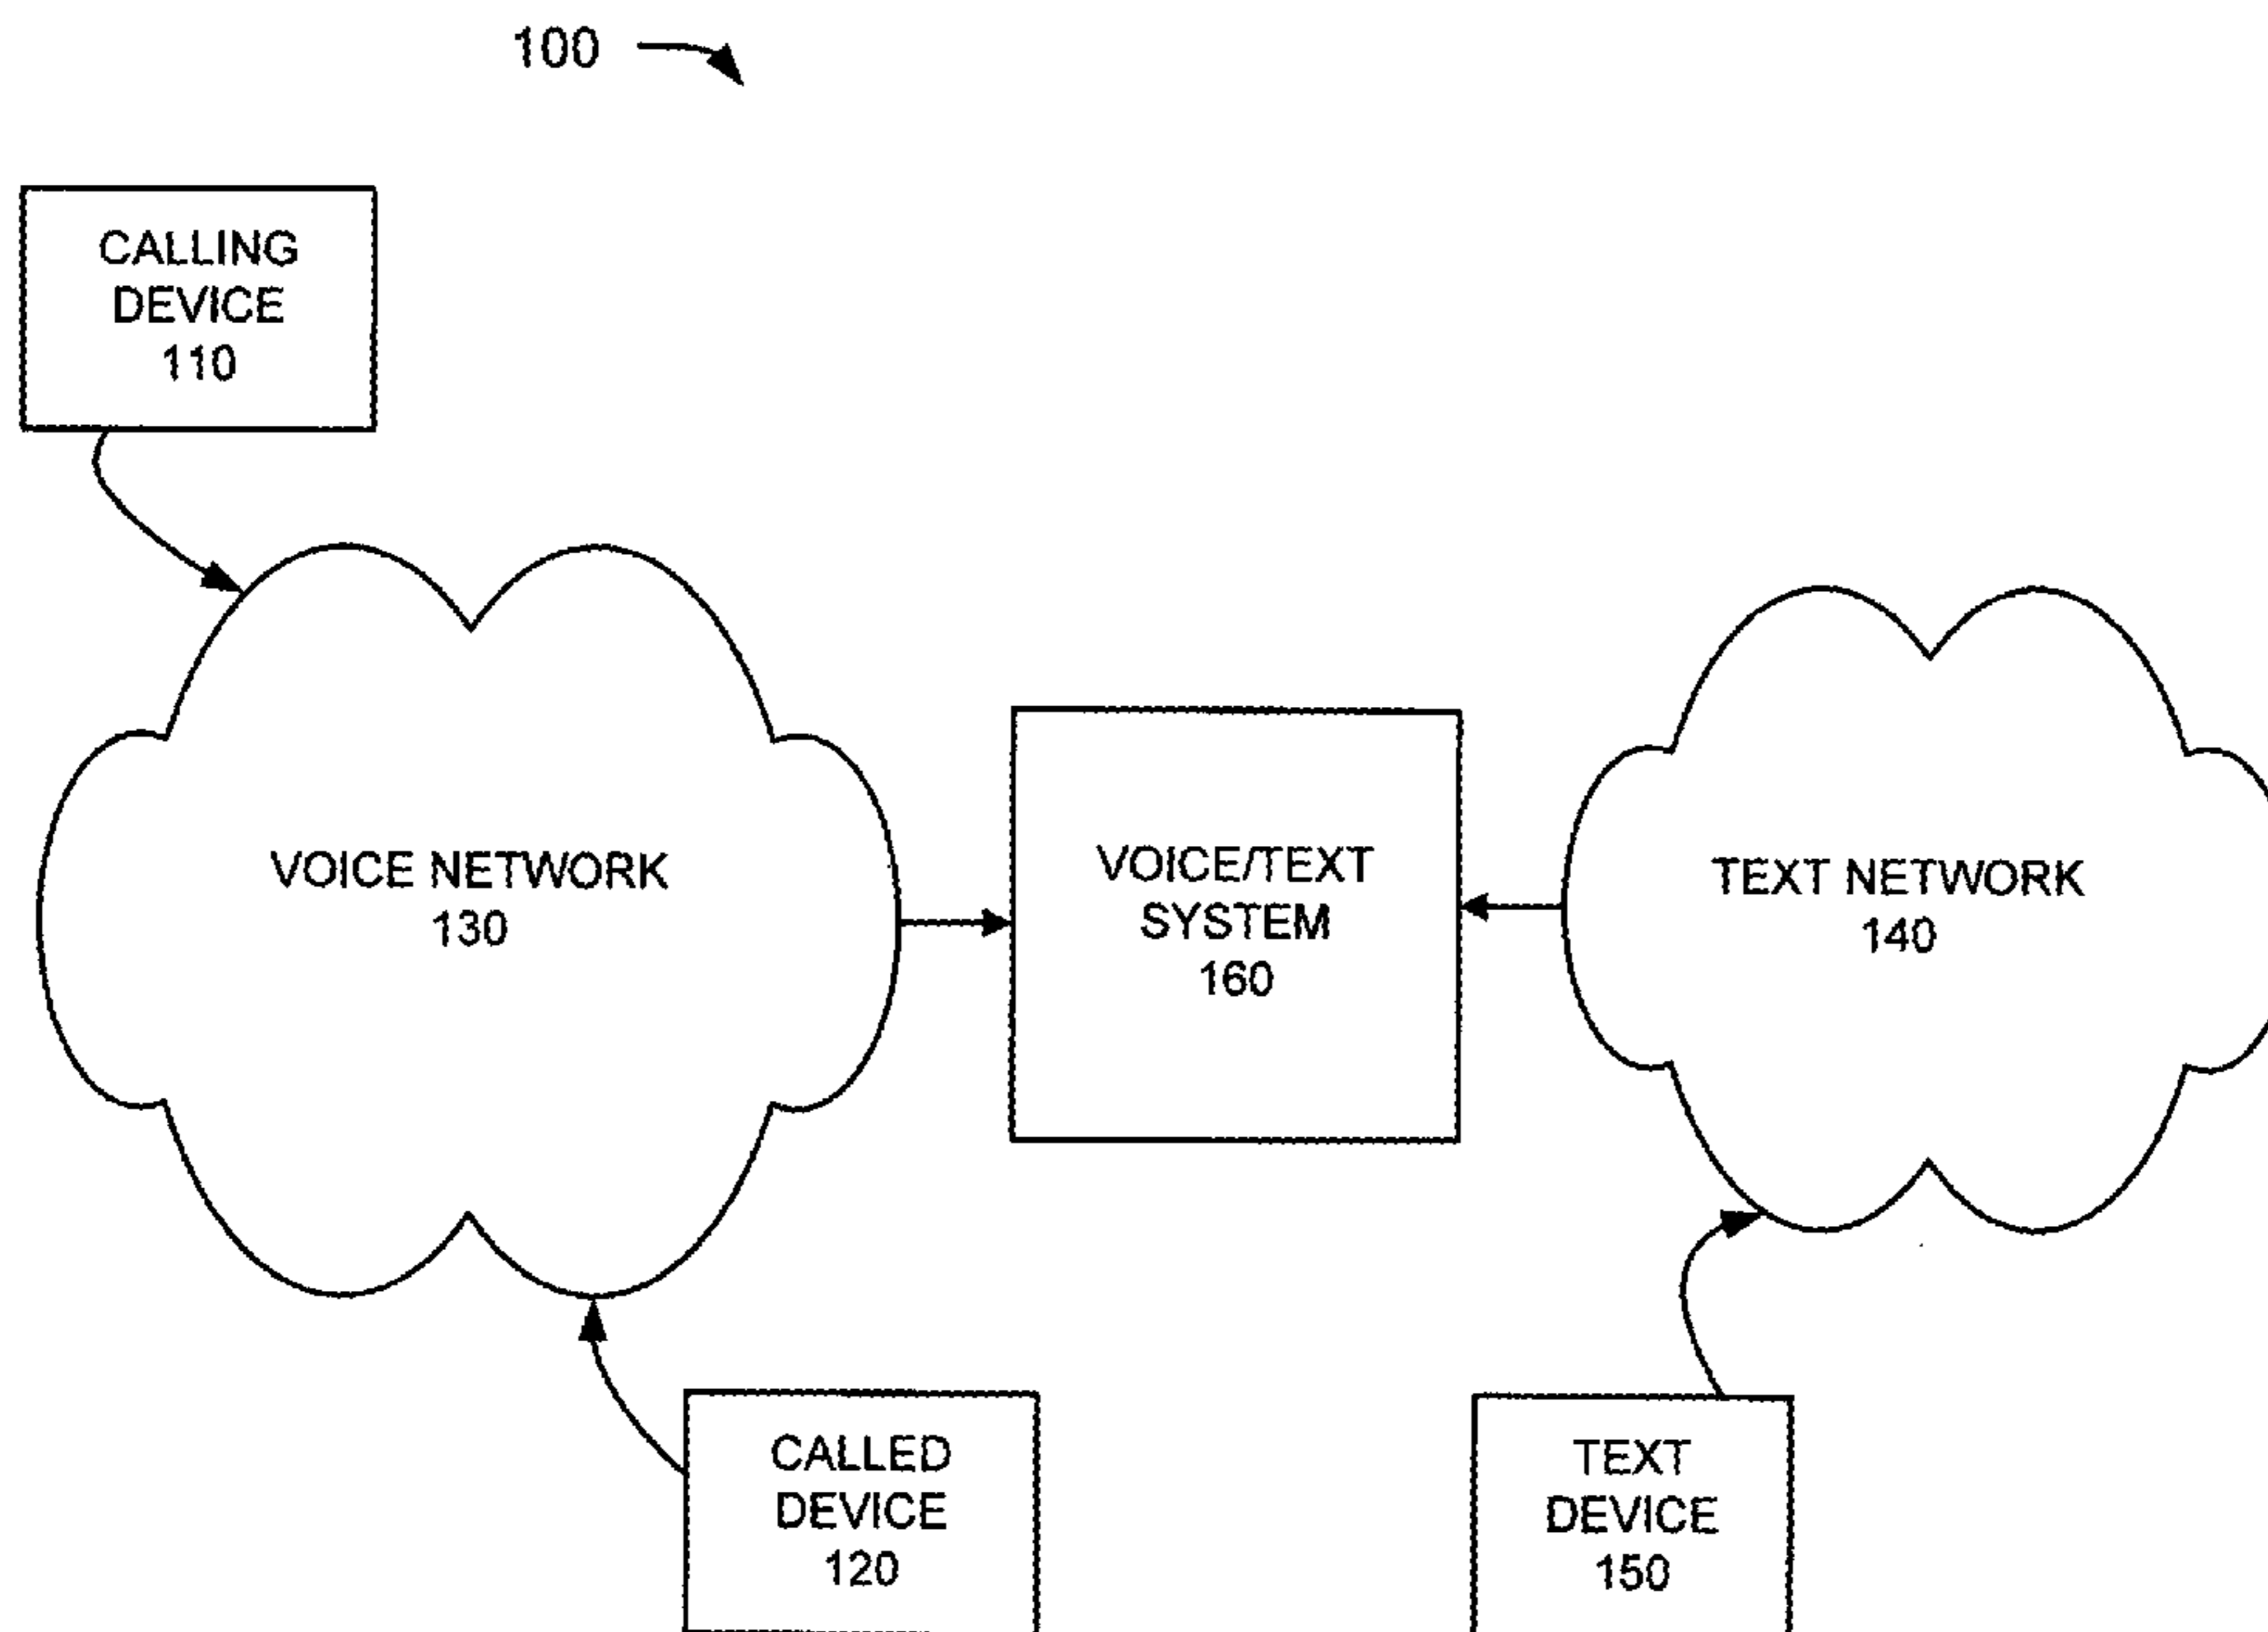 100
CALLING
DEVICE
110
VOICE NETWORK
130
VOICE/TEXT
SYSTEM
160
TEXT NETWORK
140
CALLED
DEVICE
120
TEXT
DEVICE
150